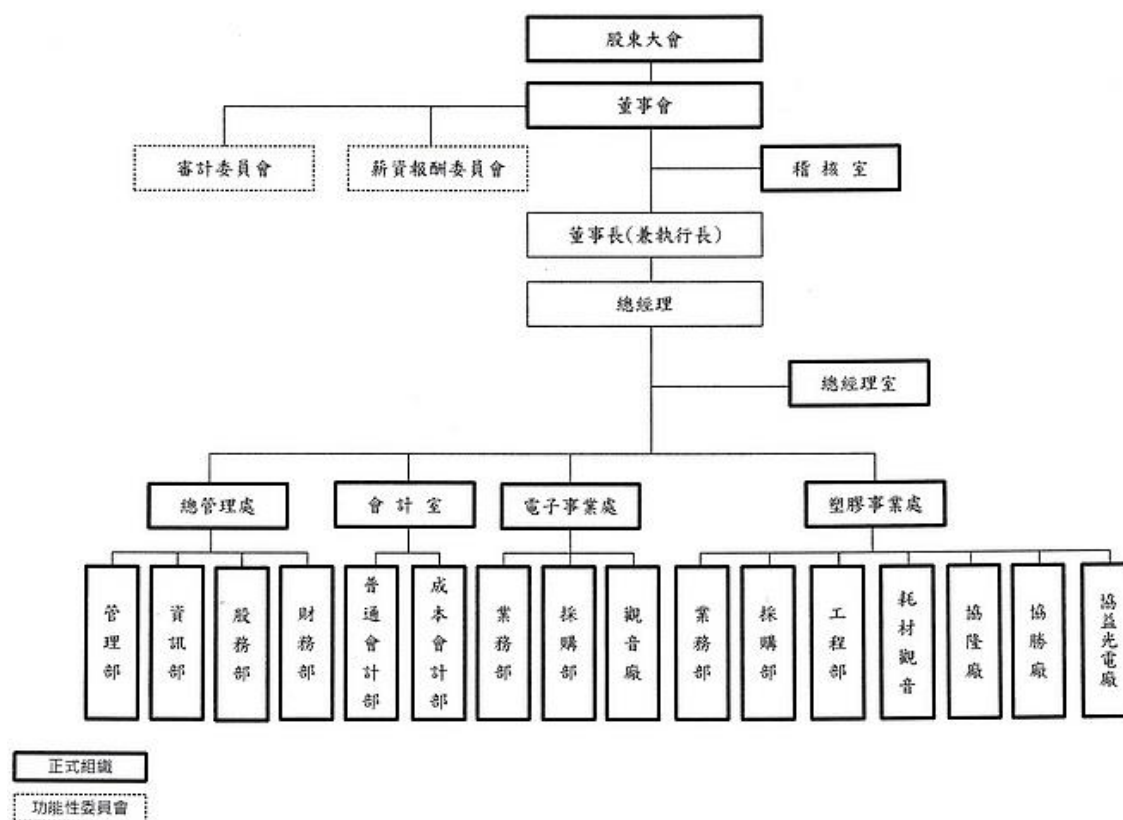 股東大會
董事會
審計委員會
薪資報酬委員會
稽核室
董事長(兼執行長)
總經理
總經理室
總管理處
會計室
電子事業處
塑膠事業處
管理部
資訊部
股務部
財務部
普通會計部
成本會計部
業務部
採購部
觀音廠
業務部
採購部
工程部
耗材觀音
協隆廠
協勝廠
協益光電廠
正式組織
功能性委員會